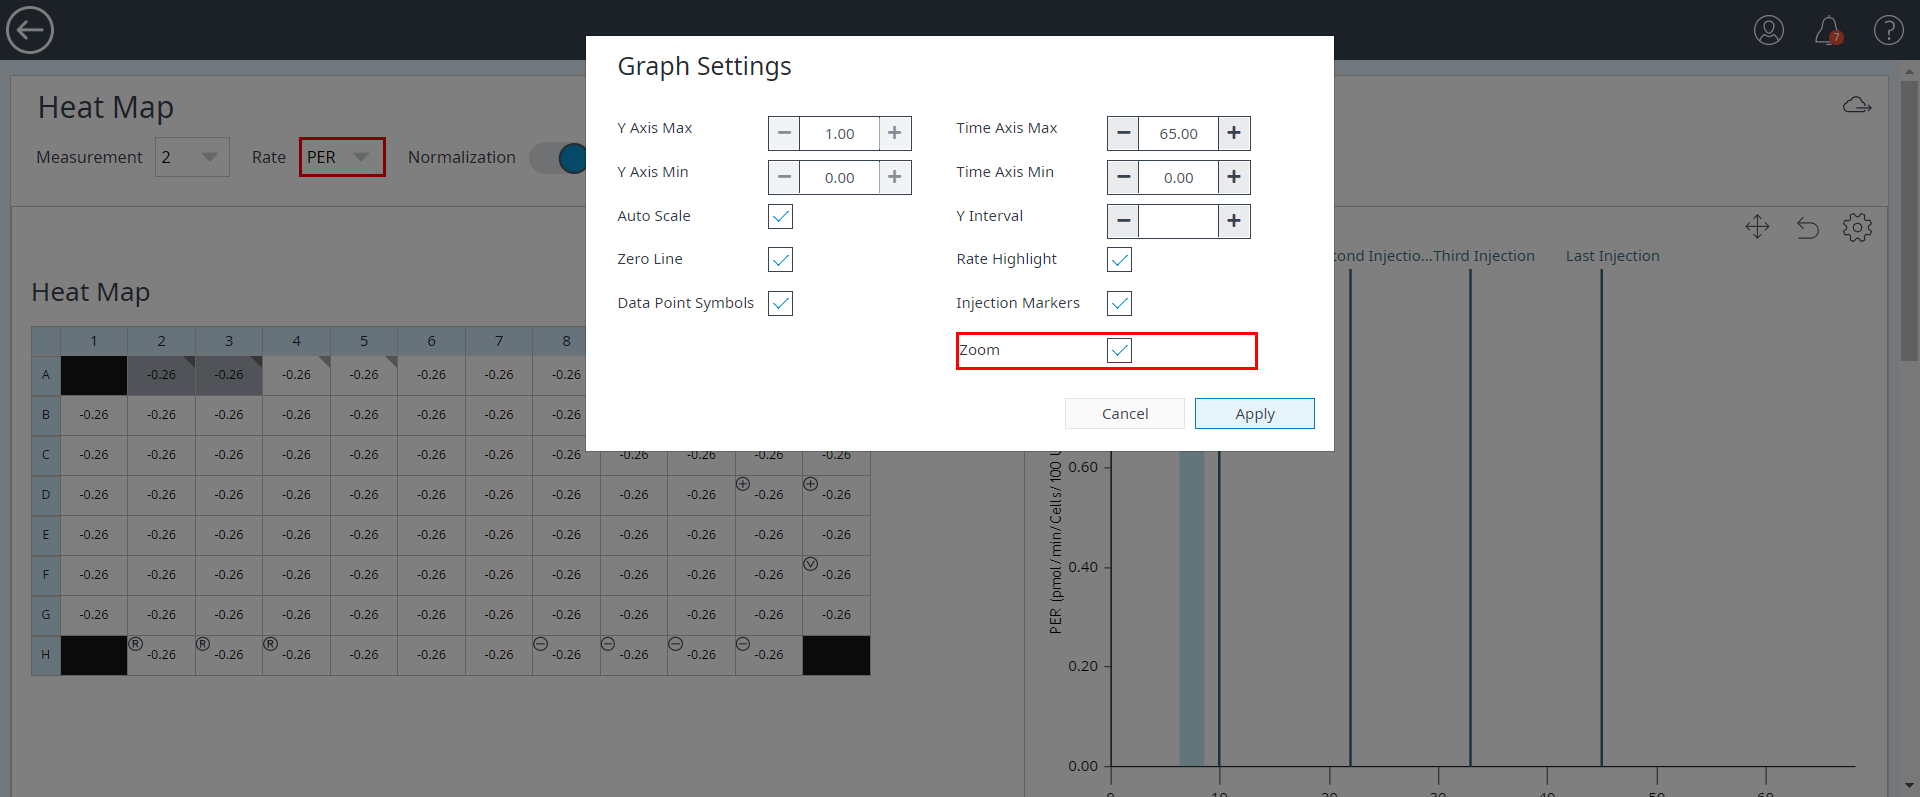 7
Graph Settings
Y Axis Max − 1.00 + Time Axis Max − 65.00 +
Y Axis Min − 0.00 + Time Axis Min − 0.00 +
Auto Scale Y Interval − +
Zero Line Rate Highlight
Data Point Symbols Injection Markers
Zoom
Cancel Apply
Heat Map
Measurement 2 Rate PER Normalization
Heat Map
1 2 3 4 5 6 7 8
A -0.26 -0.26 -0.26 -0.26 -0.26 -0.26 -0.26
B -0.26 -0.26 -0.26 -0.26 -0.26 -0.26 -0.26 -0.26
C -0.26 -0.26 -0.26 -0.26 -0.26 -0.26 -0.26 -0.26 -0.26 -0.26 -0.26 -0.26
D -0.26 -0.26 -0.26 -0.26 -0.26 -0.26 -0.26 -0.26 -0.26 -0.26 -0.26 -0.26
E -0.26 -0.26 -0.26 -0.26 -0.26 -0.26 -0.26 -0.26 -0.26 -0.26 -0.26 -0.26
F -0.26 -0.26 -0.26 -0.26 -0.26 -0.26 -0.26 -0.26 -0.26 -0.26 -0.26 -0.26
G -0.26 -0.26 -0.26 -0.26 -0.26 -0.26 -0.26 -0.26 -0.26 -0.26 -0.26 -0.26
H R -0.26 R -0.26 R -0.26 -0.26 -0.26 -0.26 -0.26 -0.26 -0.26 -0.26
ond Injectio... Third Injection Last Injection
PER (pmol/min/Cells/100
0.60
0.40
0.20
0.00
0 10 20 30 40 50 60